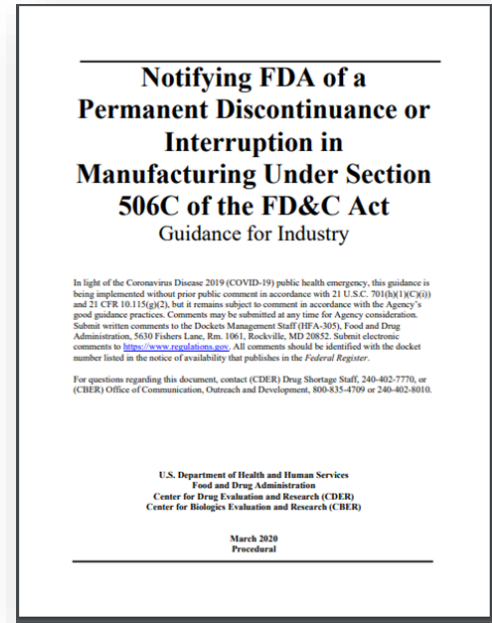 Notifying FDA of a
Permanent Discontinuance or
Interruption in
Manufacturing Under Section
506C of the FD&C Act
Guidance for Industry
In light of the Coronavirus Disease 2019 (COVID-19) public health emergency, this guidance is
being implemented without prior public comment in accordance with 21 U.S.C. 701(h)(1)(C)(i))
and 21 CFR 10.115(g)(2), but it remains subject to comment in accordance with the Agency's
good guidance practices. Comments may be submitted at any time for Agency consideration.
Submit written comments to the Dockets Management Staff (HFA-305), Food and Drug
Administration, 5630 Fishers Lane, Rm. 1061, Rockville, MD 20852. Submit electronic
comments to https://www.regulations.gov. All comments should be identified with the docket
number listed in the notice of availability that publishes in the Federal Register.
For questions regarding this document, contact (CDER) Drug Shortage Staff, 240-402-7770, or
(CBER) Office of Communication, Outreach and Development, 800-835-4709 or 240-402-8010.
U.S. Department of Health and Human Services
Food and Drug Administration
Center for Drug Evaluation and Research (CDER)
Center for Biologics Evaluation and Research (CBER)
March 2020
Procedural